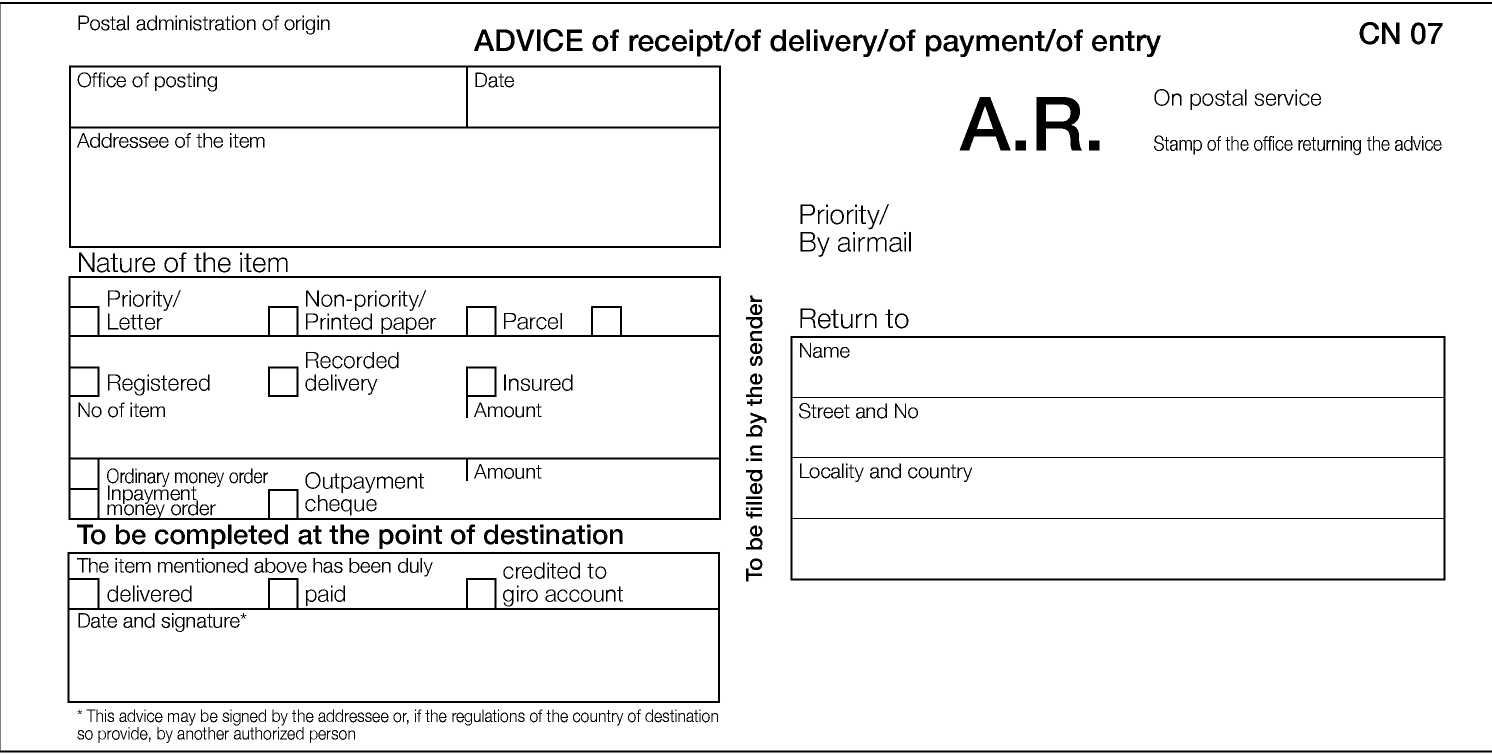 Postal administration of origin
ADVICE of receipt/of delivery/of payment/of entry
CN 07
Office of posting
Date
Addressee of the item
A.R.
On postal service
Stamp of the office returning the advice
Priority/
By airmail
Nature of the item
Priority/
Letter
Non-priority/
Printed paper
Parcel
Registered
Recorded
delivery
Insured
No of item
Amount
Ordinary money order
Inpayment
money order
Outpayment
cheque
Amount
To be completed at the point of destination
The item mentioned above has been duly
delivered
paid
credited to
giro account
Date and signature*
* This advice may be signed by the addressee or, if the regulations of the country of destination
so provide, by another authorized person
To be filled in by the sender
Return to
Name
Street and No
Locality and country